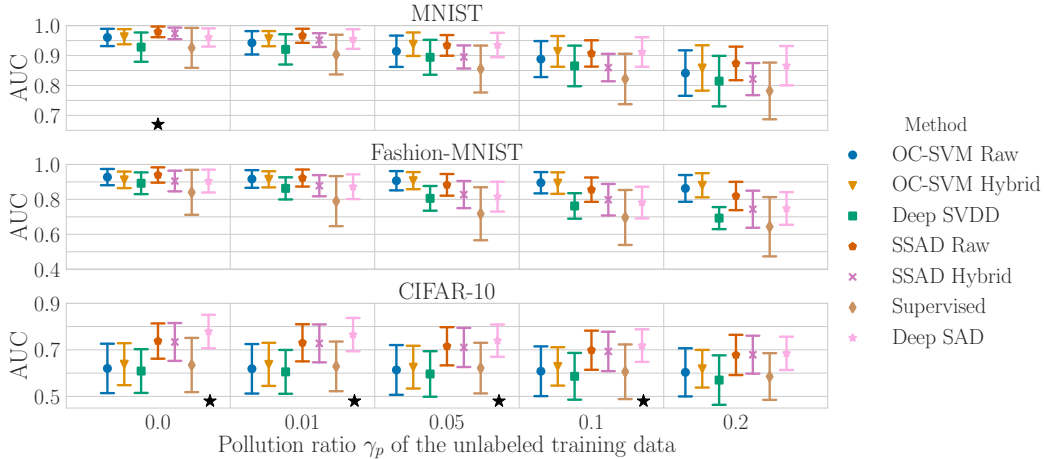 MNIST
1.0
0.9
0.8
0.7
AUC
Fashion-MNIST
1.0
0.8
0.6
0.4
AUC
CIFAR-10
0.9
0.7
0.5
AUC
0.0 0.01 0.05 0.1 0.2
Pollution ratio γp of the unlabeled training data
Method
OC-SVM Raw
OC-SVM Hybrid
Deep SVDD
SSAD Raw
SSAD Hybrid
Supervised
Deep SAD